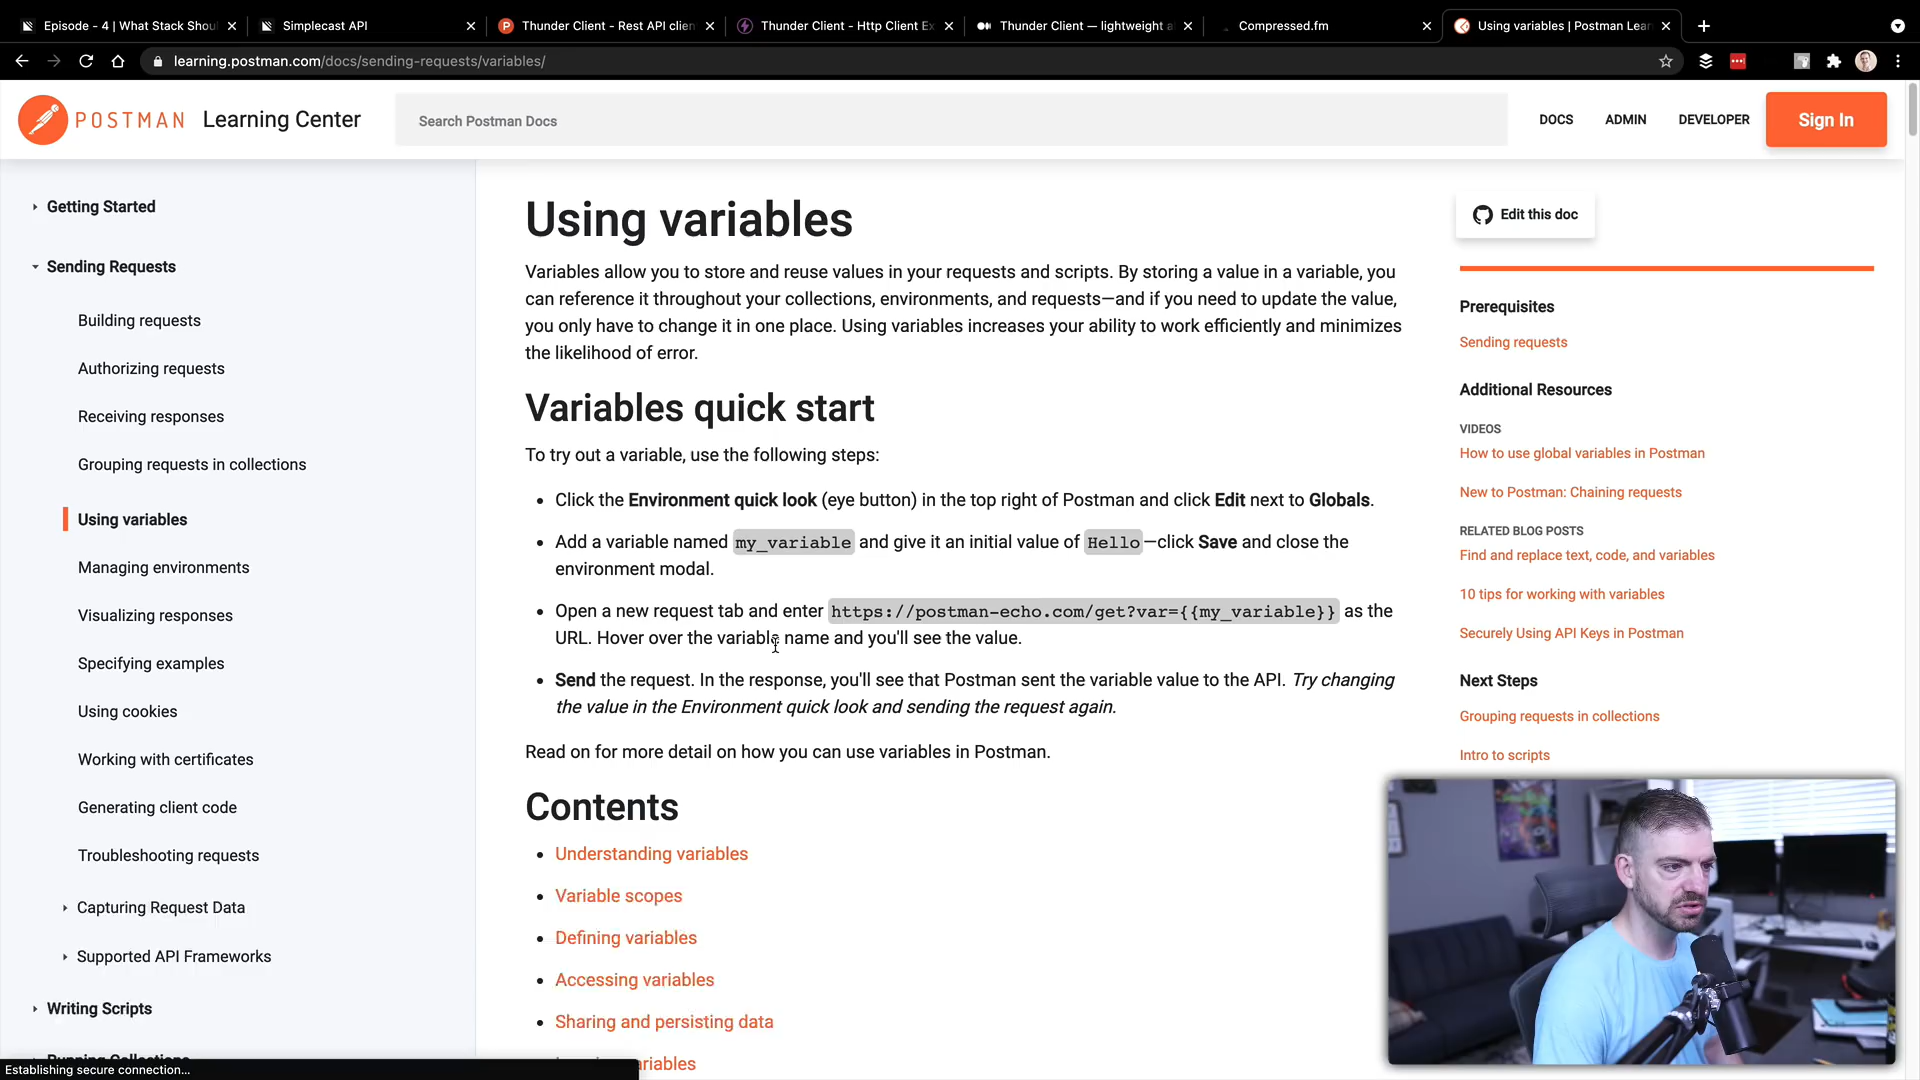 Episode - 4 | What Stack Shou
Simplecast API
Thunder Client - Rest API clien
Thunder Client - Http Client Ex
Thunder Client — lightweight a
Compressed.fm
Using variables | Postman Lear
learning.postman.com/docs/sending-requests/variables/
POSTMAN Learning Center
Search Postman Docs
DOCS
ADMIN
DEVELOPER
Sign In
Getting Started
Sending Requests
Building requests
Authorizing requests
Receiving responses
Grouping requests in collections
Using variables
Managing environments
Visualizing responses
Specifying examples
Using cookies
Working with certificates
Generating client code
Troubleshooting requests
Capturing Request Data
Supported API Frameworks
Writing Scripts
Running Collections
Establishing secure connection...
Using variables
Variables allow you to store and reuse values in your requests and scripts. By storing a value in a variable, you
can reference it throughout your collections, environments, and requests—and if you need to update the value,
you only have to change it in one place. Using variables increases your ability to work efficiently and minimizes
the likelihood of error.
Variables quick start
To try out a variable, use the following steps:
• Click the Environment quick look (eye button) in the top right of Postman and click Edit next to Globals.
• Add a variable named my_variable and give it an initial value of Hello—click Save and close the
environment modal.
• Open a new request tab and enter https://postman-echo.com/get?var={{my_variable}} as the
URL. Hover over the variable name and you'll see the value.
• Send the request. In the response, you'll see that Postman sent the variable value to the API. Try changing
the value in the Environment quick look and sending the request again.
Read on for more detail on how you can use variables in Postman.
Contents
• Understanding variables
• Variable scopes
• Defining variables
• Accessing variables
• Sharing and persisting data
ariables
Edit this doc
Prerequisites
Sending requests
Additional Resources
VIDEOS
How to use global variables in Postman
New to Postman: Chaining requests
RELATED BLOG POSTS
Find and replace text, code, and variables
10 tips for working with variables
Securely Using API Keys in Postman
Next Steps
Grouping requests in collections
Intro to scripts